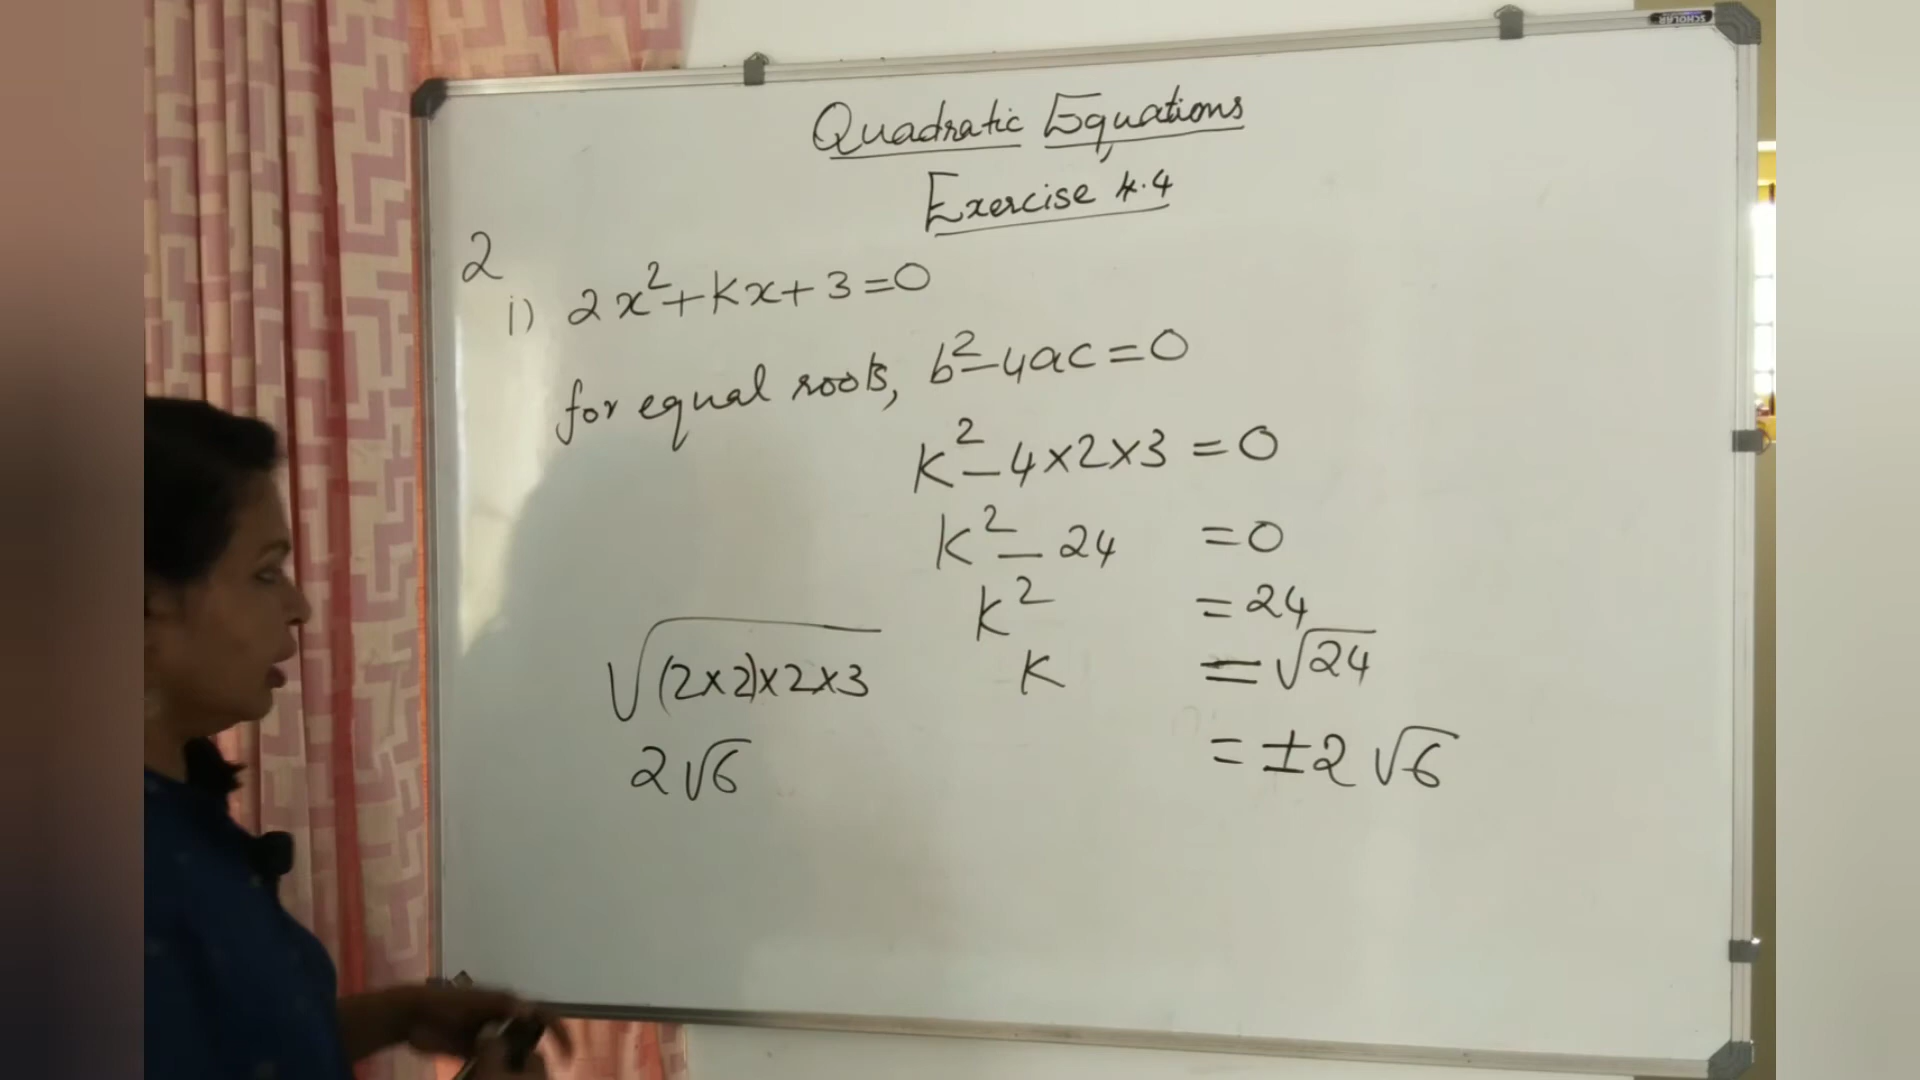 SCHOLAR
Quadratic Equations
Exercise 4.4
2
i) 2x²+kx+3=0
for equal roots, b²-4ac=0
k²-4×2×3=0
k²-24 =0
k² =24
√(2×2)×2×3 k =√24
2√6 =±2√6